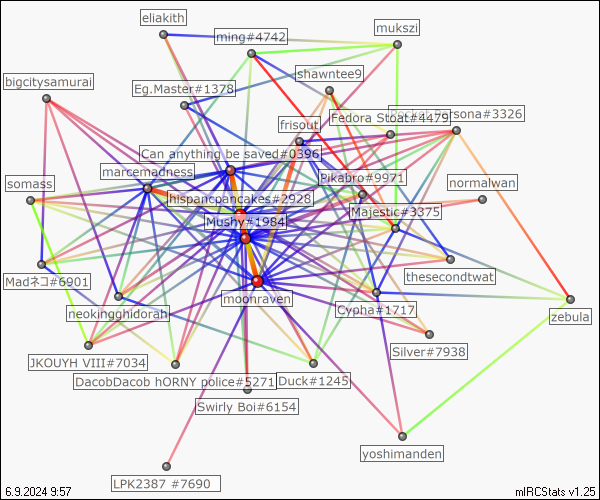 eliakith
mukszi
ming#4742
shawntee9
bigcitysamurai
Eg.Master#1378
Persona#3326
Fedora Stoat#4479
frisout
Can anything be saved#0396
marcemadness
Pikabro#9971
normalwan
somass
hispancpancakes#2928
Majestic#3375
Mushy#1984
thesecondtwat
Madネコ#6901
moonraven
neokingghidorah
Cypha#1717
zebula
Silver#7938
JKOUYH VIII#7034
DacobDacob hORNY police#5271
Duck#1245
Swirly Boi#6154
yoshimanden
LPK2387 #7690
6.9.2024 9:57
mIRCStats v1.25